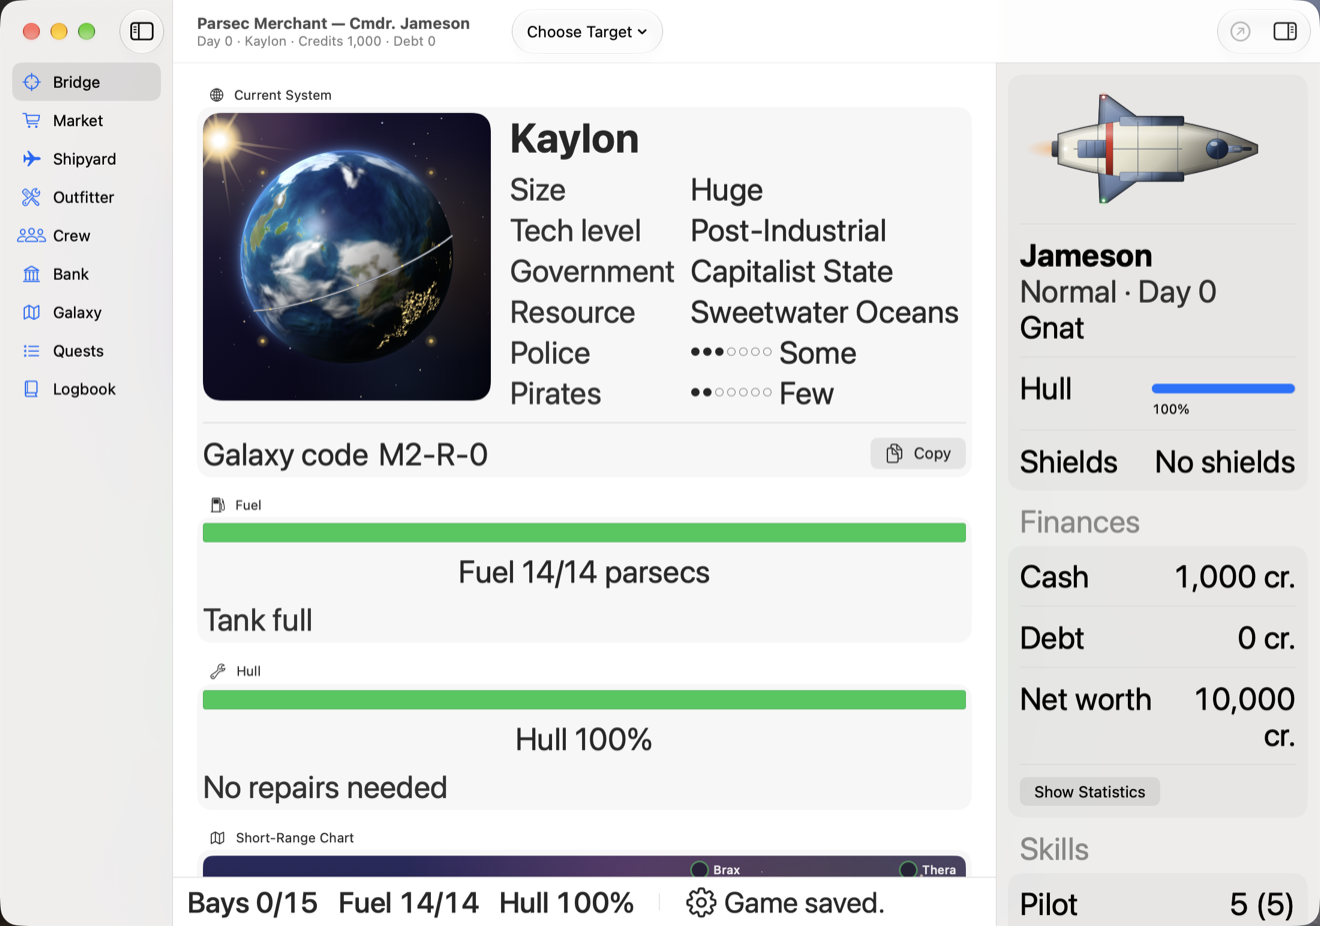 Parsec Merchant — Cmdr. Jameson
Day 0 · Kaylon · Credits 1,000 · Debt 0
Choose Target
Bridge
Market
Shipyard
Outfitter
Crew
Bank
Galaxy
Quests
Logbook
Current System
Kaylon
Size Huge
Tech level Post-Industrial
Government Capitalist State
Resource Sweetwater Oceans
Police Some
Pirates Few
Galaxy code M2-R-0
Copy
Fuel
Fuel 14/14 parsecs
Tank full
Hull
Hull 100%
No repairs needed
Short-Range Chart
Brax
Thera
Bays 0/15 Fuel 14/14 Hull 100% Game saved.
Jameson
Normal · Day 0
Gnat
Hull
100%
Shields No shields
Finances
Cash 1,000 cr.
Debt 0 cr.
Net worth 10,000
cr.
Show Statistics
Skills
Pilot 5 (5)